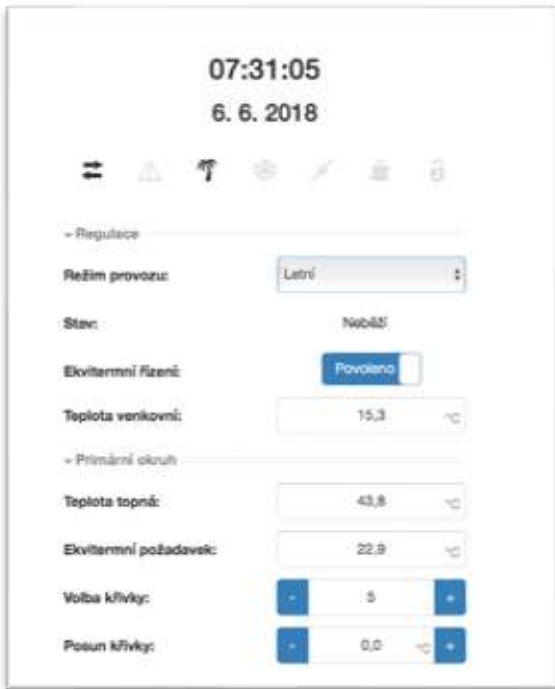 07:31:05
6. 6. 2018
- Regulace
Režim provozu: Letní
Stav: Neběží
Ekvitermní řízení: Povoleno
Teplota venkovní: 15,3 °C
- Primární okruh
Teplota topná: 43,8 °C
Ekvitermní požadavek: 22,9 °C
Volba křivky: - 5 +
Posun křivky: - 0,0 °C +